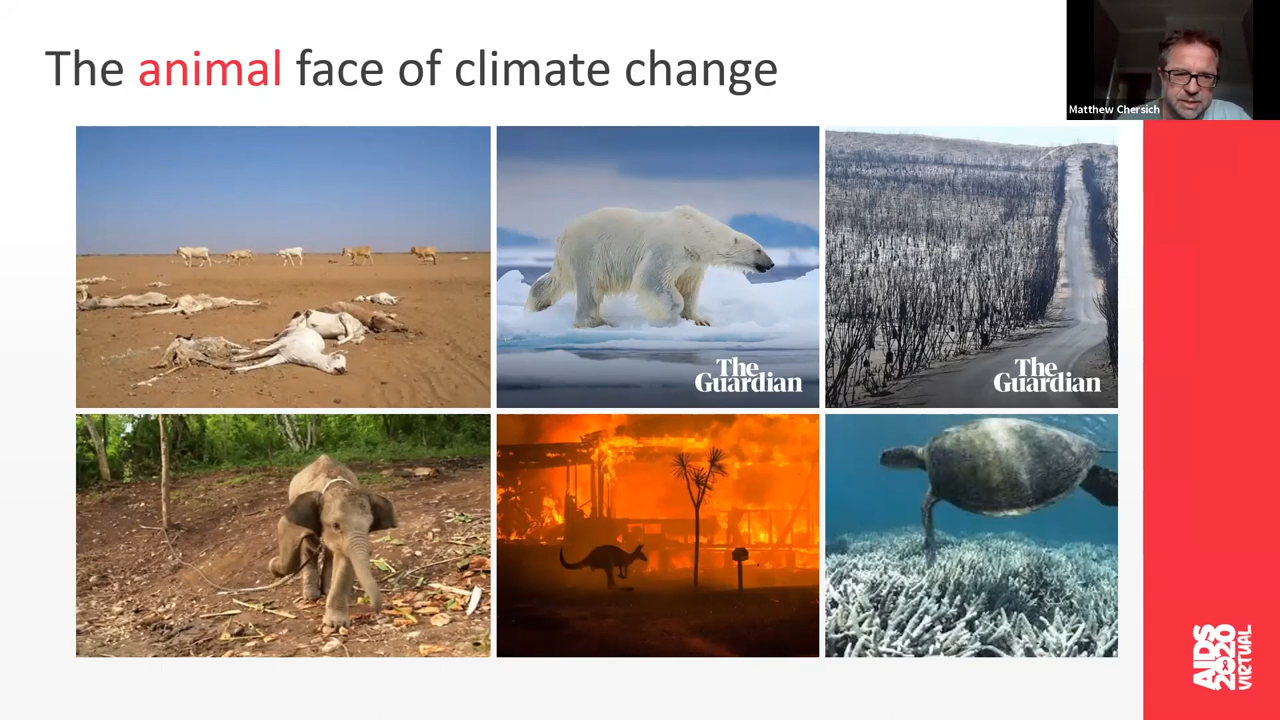 The animal face of climate change
Matthew Chersich
The
Guardian
The
Guardian
AIDS
2020
VIRTUAL